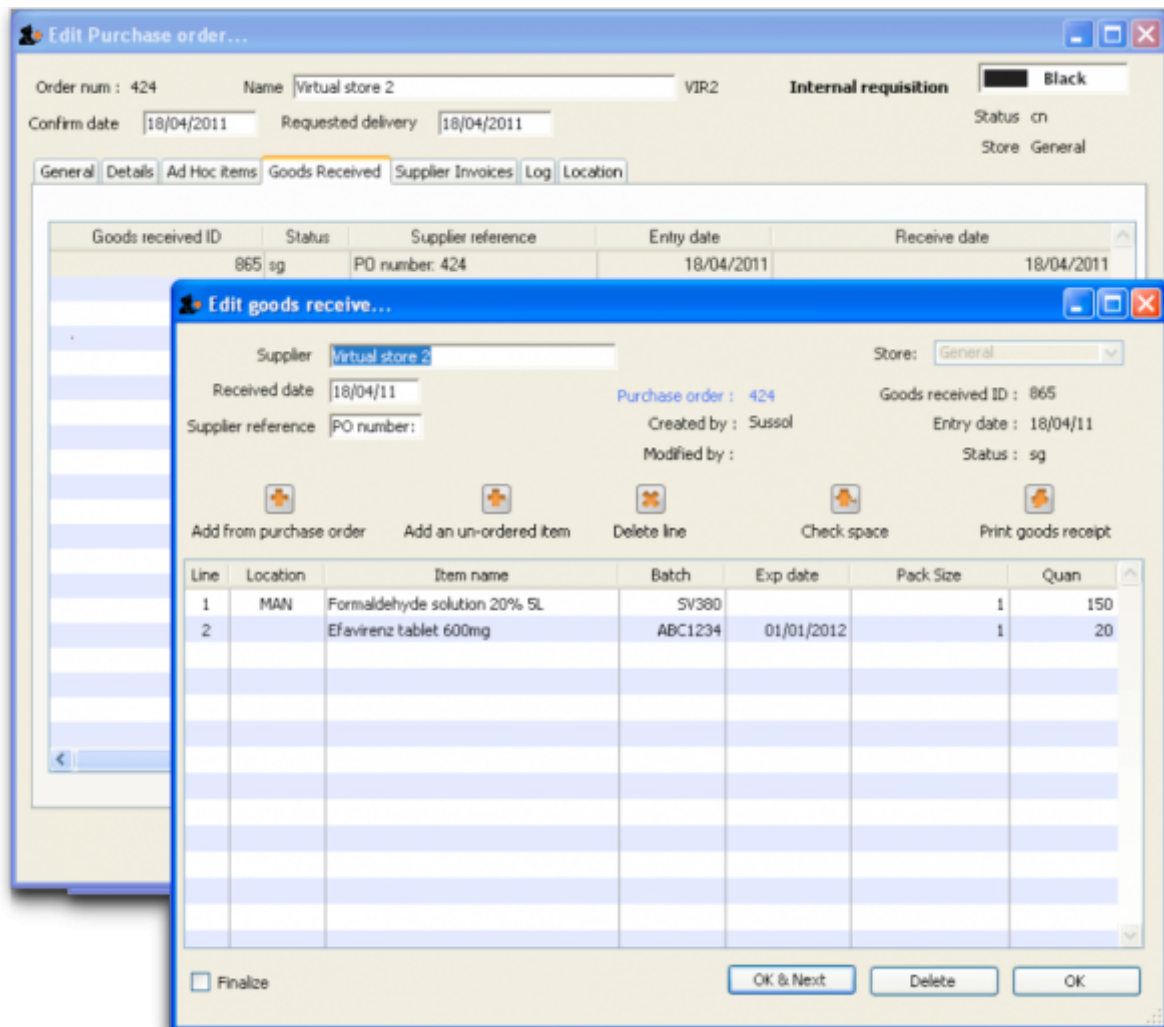 Edit Purchase order...
Order num : 424 Name Virtual store 2 VIR2 Internal requisition Black
Confirm date 18/04/2011 Requested delivery 18/04/2011 Status cn
Store General
General Details Ad Hoc items Goods Received Supplier Invoices Log Location
Goods received ID Status Supplier reference Entry date Receive date
865 sg PO number: 424 18/04/2011 18/04/2011
Edit goods receive...
Supplier Virtual store 2 Store: General
Received date 18/04/11 Purchase order : 424 Goods received ID : 865
Supplier reference PO number: Created by : Sussol Entry date : 18/04/11
Modified by : Status : sg
Add from purchase order Add an un-ordered item Delete line Check space Print goods receipt
Line Location Item name Batch Exp date Pack Size Quan
1 MAN Formaldehyde solution 20% 5L SV380 1 150
2 Efavirenz tablet 600mg ABC1234 01/01/2012 1 20
Finalize OK & Next Delete OK